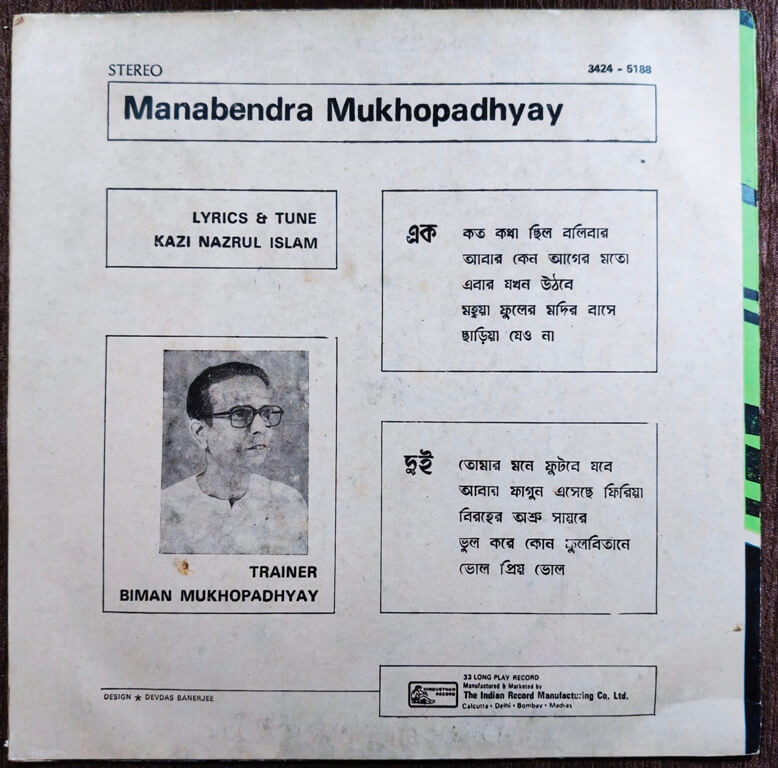 STEREO
3424 - 5188
Manabendra Mukhopadhyay
LYRICS & TUNE
KAZI NAZRUL ISLAM
এক
কত কথা ছিল বলিবার
আবার কেন আগের মতো
এবার যখন উঠবে
মহুয়া ফুলের মদির বাসে
ছাড়িয়া যেও না
দুই
তোমার মনে ফুটবে যবে
আবার ফাগুন এসেছে ফিরিয়া
বিরহের অশ্রু সায়রে
ভুল করে কোন ফুলবিতানে
ভোল প্রিয় ভোল
TRAINER
BIMAN MUKHOPADHYAY
DESIGN ★ DEVDAS BANERJEE
HINDUSTHAN
RECORD
33 LONG PLAY RECORD
Manufactured & Marketed by
The Indian Record Manufacturing Co. Ltd.
Calcutta • Delhi • Bombay • Madras